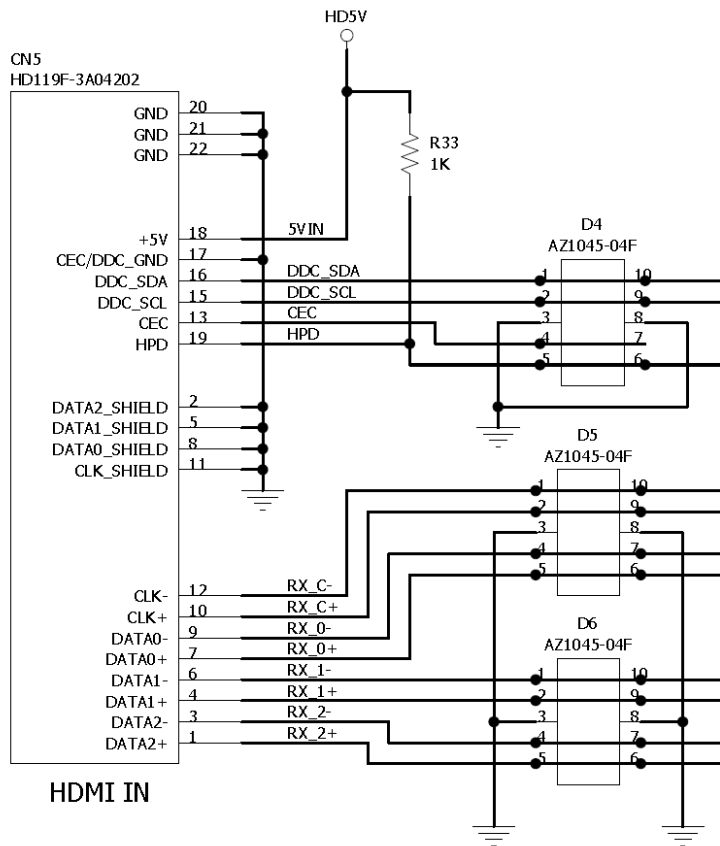 HD5V
CN5
HD119F-3A04202
GND 20
GND 21
GND 22
R33
1K
+5V 18 5VIN
CEC/DDC_GND 17
DDC_SDA 16 DDC_SDA
DDC_SCL 15 DDC_SCL
CEC 13 CEC
HPD 19 HPD
D4
AZ1045-04F
1 10
2 9
3 8
4 7
5 6
DATA2_SHIELD 2
DATA1_SHIELD 5
DATA0_SHIELD 8
CLK_SHIELD 11
D5
AZ1045-04F
1 10
2 9
3 8
4 7
5 6
CLK- 12 RX_C-
CLK+ 10 RX_C+
DATA0- 9 RX_0-
DATA0+ 7 RX_0+
DATA1- 6 RX_1-
DATA1+ 4 RX_1+
DATA2- 3 RX_2-
DATA2+ 1 RX_2+
D6
AZ1045-04F
1 10
2 9
3 8
4 7
5 6
HDMI IN